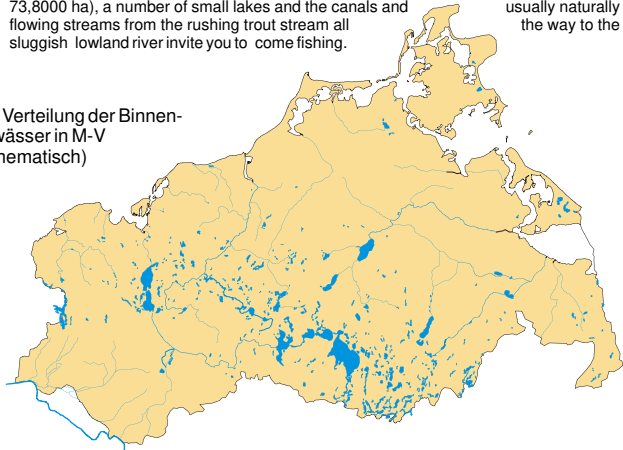 73,8000 ha), a number of small lakes and the canals and usually naturally
flowing streams from the rushing trout stream all the way to the
sluggish lowland river invite you to come fishing.
Verteilung der Binnen-
wässer in M-V
hematisch)